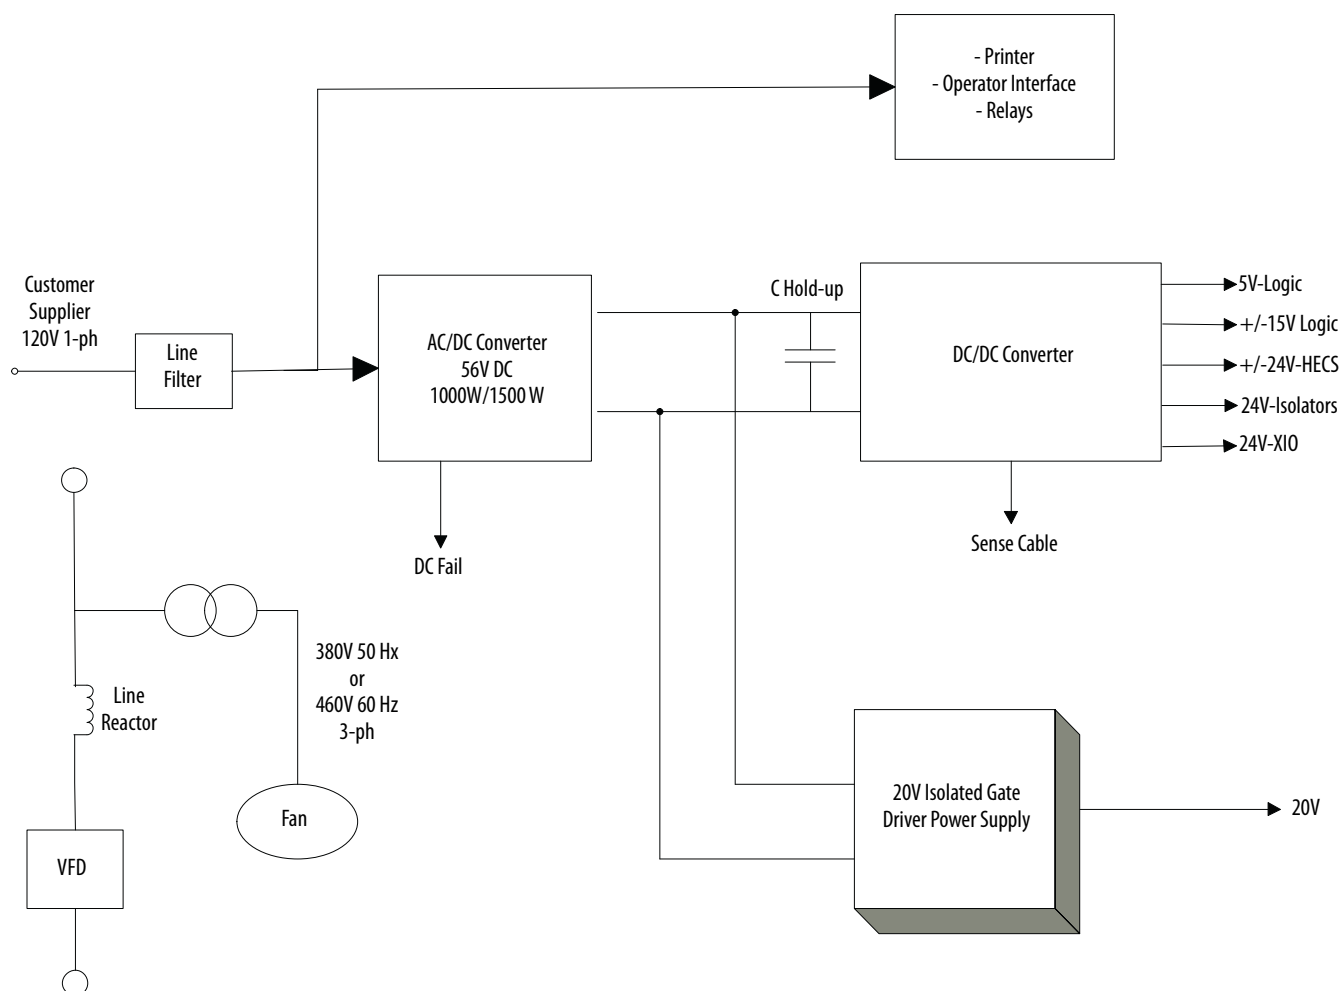 - Printer
- Operator Interface
- Relays
Customer
Supplier
120V 1-ph
Line
Filter
AC/DC Converter
56V DC
1000W/1500 W
C Hold-up
DC/DC Converter
5V-Logic
+/-15V Logic
+/-24V-HECS
24V-Isolators
24V-XIO
DC Fail
Sense Cable
380V 50 Hx
or
460V 60 Hz
3-ph
Line
Reactor
Fan
VFD
20V Isolated Gate
Driver Power Supply
20V